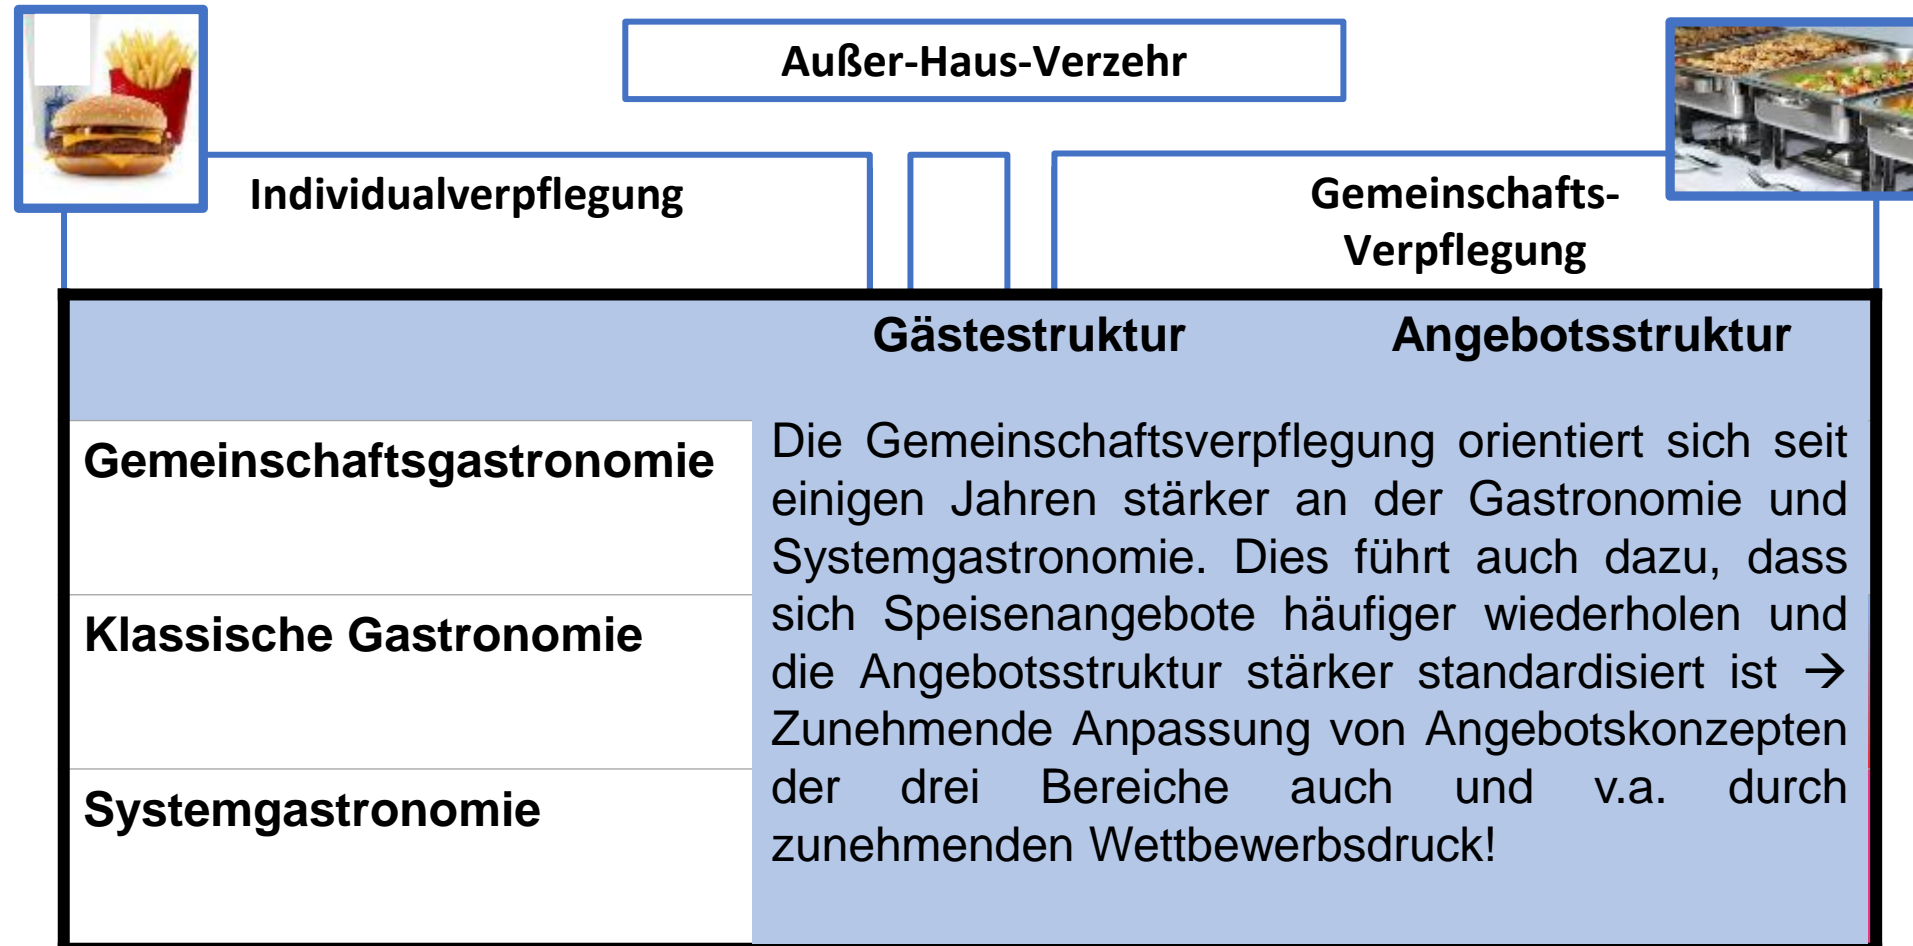 Außer-Haus-Verzehr
Individualverpflegung
Gemeinschafts-
Verpflegung
Gästestruktur Angebotsstruktur
Gemeinschaftsgastronomie
Klassische Gastronomie
Systemgastronomie
Die Gemeinschaftsverpflegung orientiert sich seit
einigen Jahren stärker an der Gastronomie und
Systemgastronomie. Dies führt auch dazu, dass
sich Speisenangebote häufiger wiederholen und
die Angebotsstruktur stärker standardisiert ist →
Zunehmende Anpassung von Angebotskonzepten
der drei Bereiche auch und v.a. durch
zunehmenden Wettbewerbsdruck!